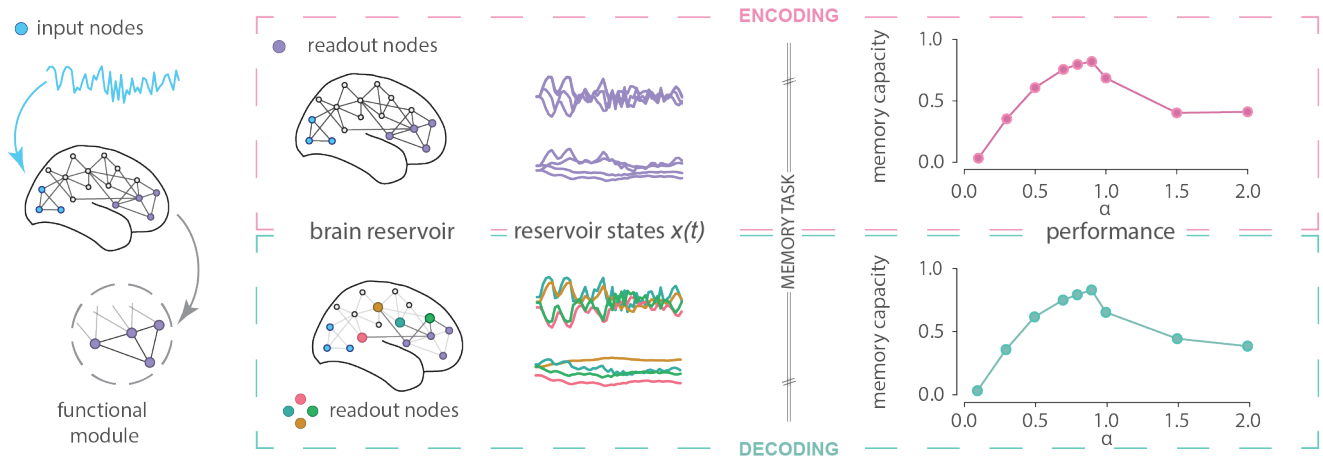 input nodes
functional
module
ENCODING
readout nodes
brain reservoir
reservoir states x(t)
MEMORY TASK
memory capacity
1.0
0.5
0.0
0.0
0.5
1.0
1.5
2.0
α
performance
memory capacity
1.0
0.5
0.0
0.0
0.5
1.0
1.5
2.0
α
readout nodes
DECODING